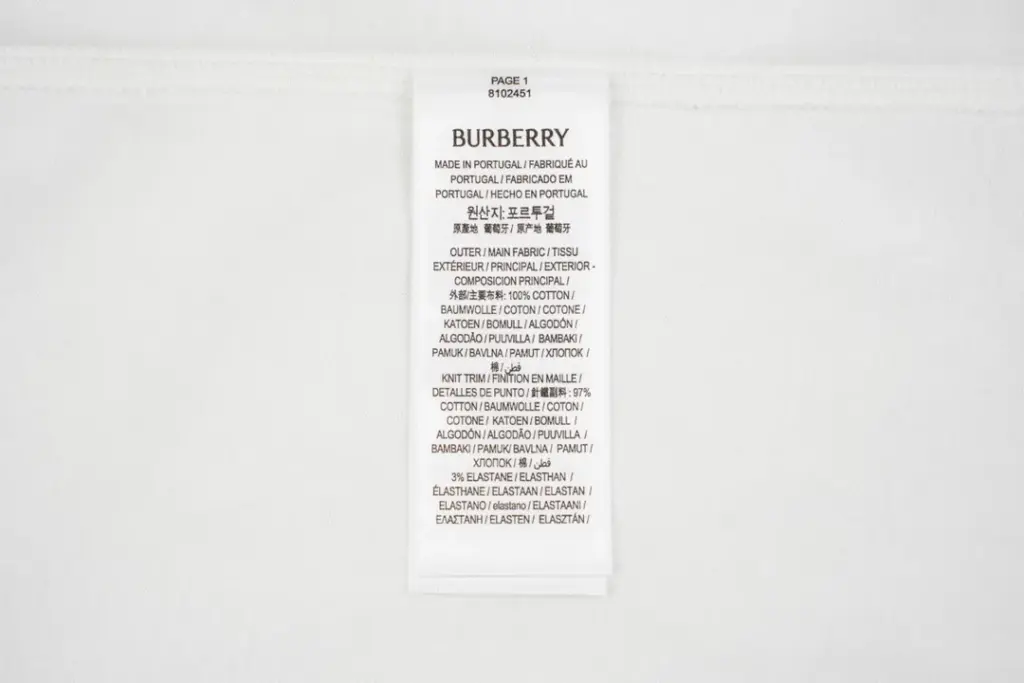 PAGE 1
8102451
BURBERRY
MADE IN PORTUGAL / FABRIQUÉ AU
PORTUGAL / FABRICADO EM
PORTUGAL / HECHO EN PORTUGAL
원산지: 포르투걸
原產地 葡萄牙 / 原产地 葡萄牙
OUTER / MAIN FABRIC / TISSU
EXTÉRIEUR / PRINCIPAL / EXTERIOR -
COMPOSICION PRINCIPAL /
外部/主要布料: 100% COTTON /
BAUMWOLLE / COTON / COTONE /
KATOEN / BOMULL / ALGODÓN /
ALGODÃO / PUUVILLA / BAMBAKI /
PAMUK / BAVLNA / PAMUT / ХЛОПОК /
棉 / قطن
KNIT TRIM / FINITION EN MAILLE /
DETALLES DE PUNTO / 針織副料 : 97%
COTTON / BAUMWOLLE / COTON /
COTONE / KATOEN / BOMULL /
ALGODÓN / ALGODÃO / PUUVILLA /
BAMBAKI / PAMUK / BAVLNA / PAMUT /
ХЛОПОК / 棉 / قطن
3% ELASTANE / ELASTHAN /
ÉLASTHANE / ELASTAAN / ELASTAN /
ELASTANO / elastano / ELASTAANI /
ΕΛΑΣΤΑΝΗ / ELASTEN / ELASZTÁN /